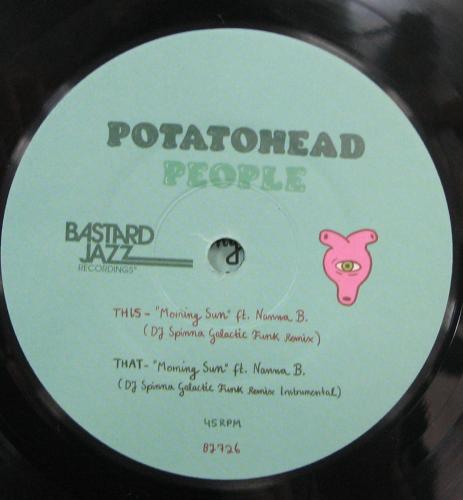 POTATOHEAD
PEOPLE
BASTARD
JAZZ
RECORDINGS®
THIS - "Morning Sun" ft. Nanna B.
(DJ Spinna Galactic Funk Remix)
THAT - "Morning Sun" ft. Nanna B.
(DJ Spinna Galactic Funk Remix Instrumental)
45RPM